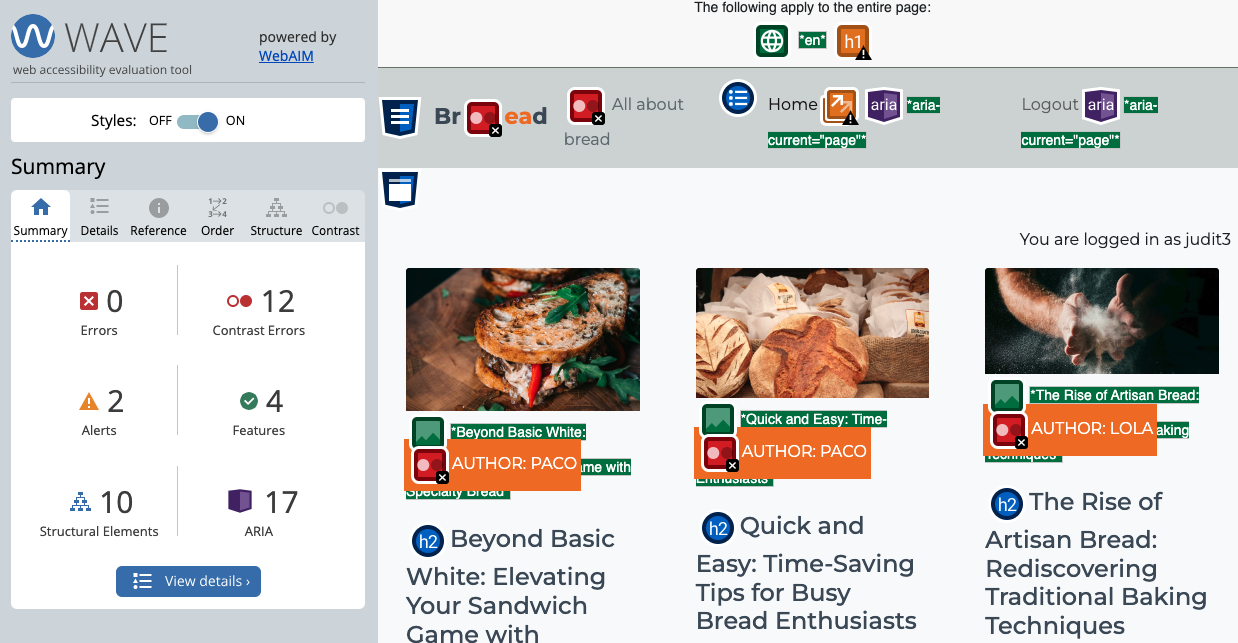 WAVE
web accessibility evaluation tool
powered by
WebAIM
Styles: OFF ON
Summary
Summary Details Reference Order Structure Contrast
0
Errors
12
Contrast Errors
2
Alerts
4
Features
10
Structural Elements
17
ARIA
View details ›
The following apply to the entire page:
*en* h1
Br ead All about
bread
Home aria *aria-
current="page"*
Logout aria *aria-
current="page"*
You are logged in as judit3
*Beyond Basic White:
AUTHOR: PACO
ame with
Specialty Bread*
h2 Beyond Basic
White: Elevating
Your Sandwich
Game with
*Quick and Easy: Time-
AUTHOR: PACO
Enthusiasts*
h2 Quick and
Easy: Time-Saving
Tips for Busy
Bread Enthusiasts
*The Rise of Artisan Bread:
AUTHOR: LOLA
aking
Techniques*
h2 The Rise of
Artisan Bread:
Rediscovering
Traditional Baking
Techniques